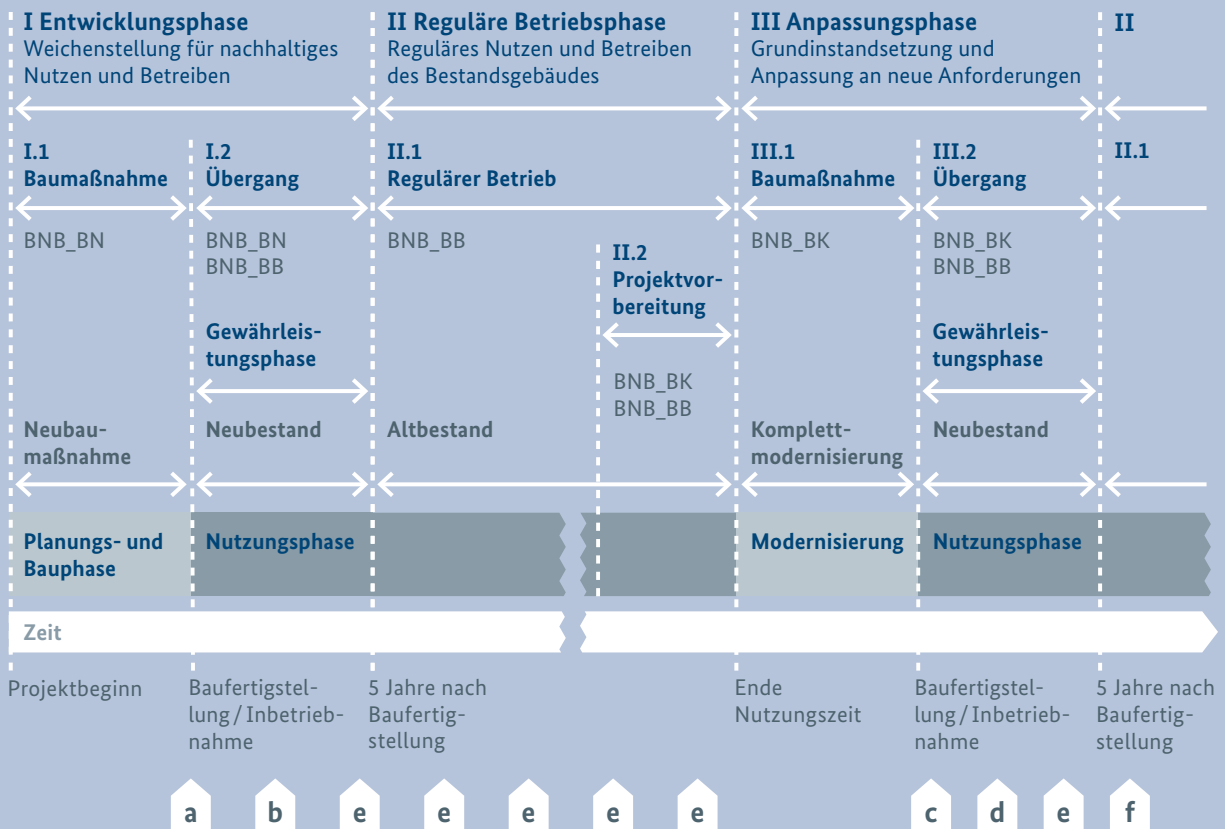 I Entwicklungsphase
Weichenstellung für nachhaltiges
Nutzen und Betreiben
II Reguläre Betriebsphase
Reguläres Nutzen und Betreiben
des Bestandsgebäudes
III Anpassungsphase
Grundinstandsetzung und
Anpassung an neue Anforderungen
II
I.1
Baumaßnahme
I.2
Übergang
II.1
Regulärer Betrieb
III.1
Baumaßnahme
III.2
Übergang
II.1
BNB_BN
BNB_BN
BNB_BB
BNB_BB
II.2
Projektvor-
bereitung
BNB_BK
BNB_BB
BNB_BK
BNB_BK
BNB_BB
Gewährleis-
tungsphase
Gewährleis-
tungsphase
Neubau-
maßnahme
Neubestand
Altbestand
Komplett-
modernisierung
Neubestand
Planungs- und
Bauphase
Nutzungsphase
Modernisierung
Nutzungsphase
Zeit
Projektbeginn
Baufertigstel-
lung / Inbetrieb-
nahme
5 Jahre nach
Baufertig-
stellung
Ende
Nutzungszeit
Baufertigstel-
lung / Inbetrieb-
nahme
5 Jahre nach
Baufertig-
stellung
a b e e e e e c d e f